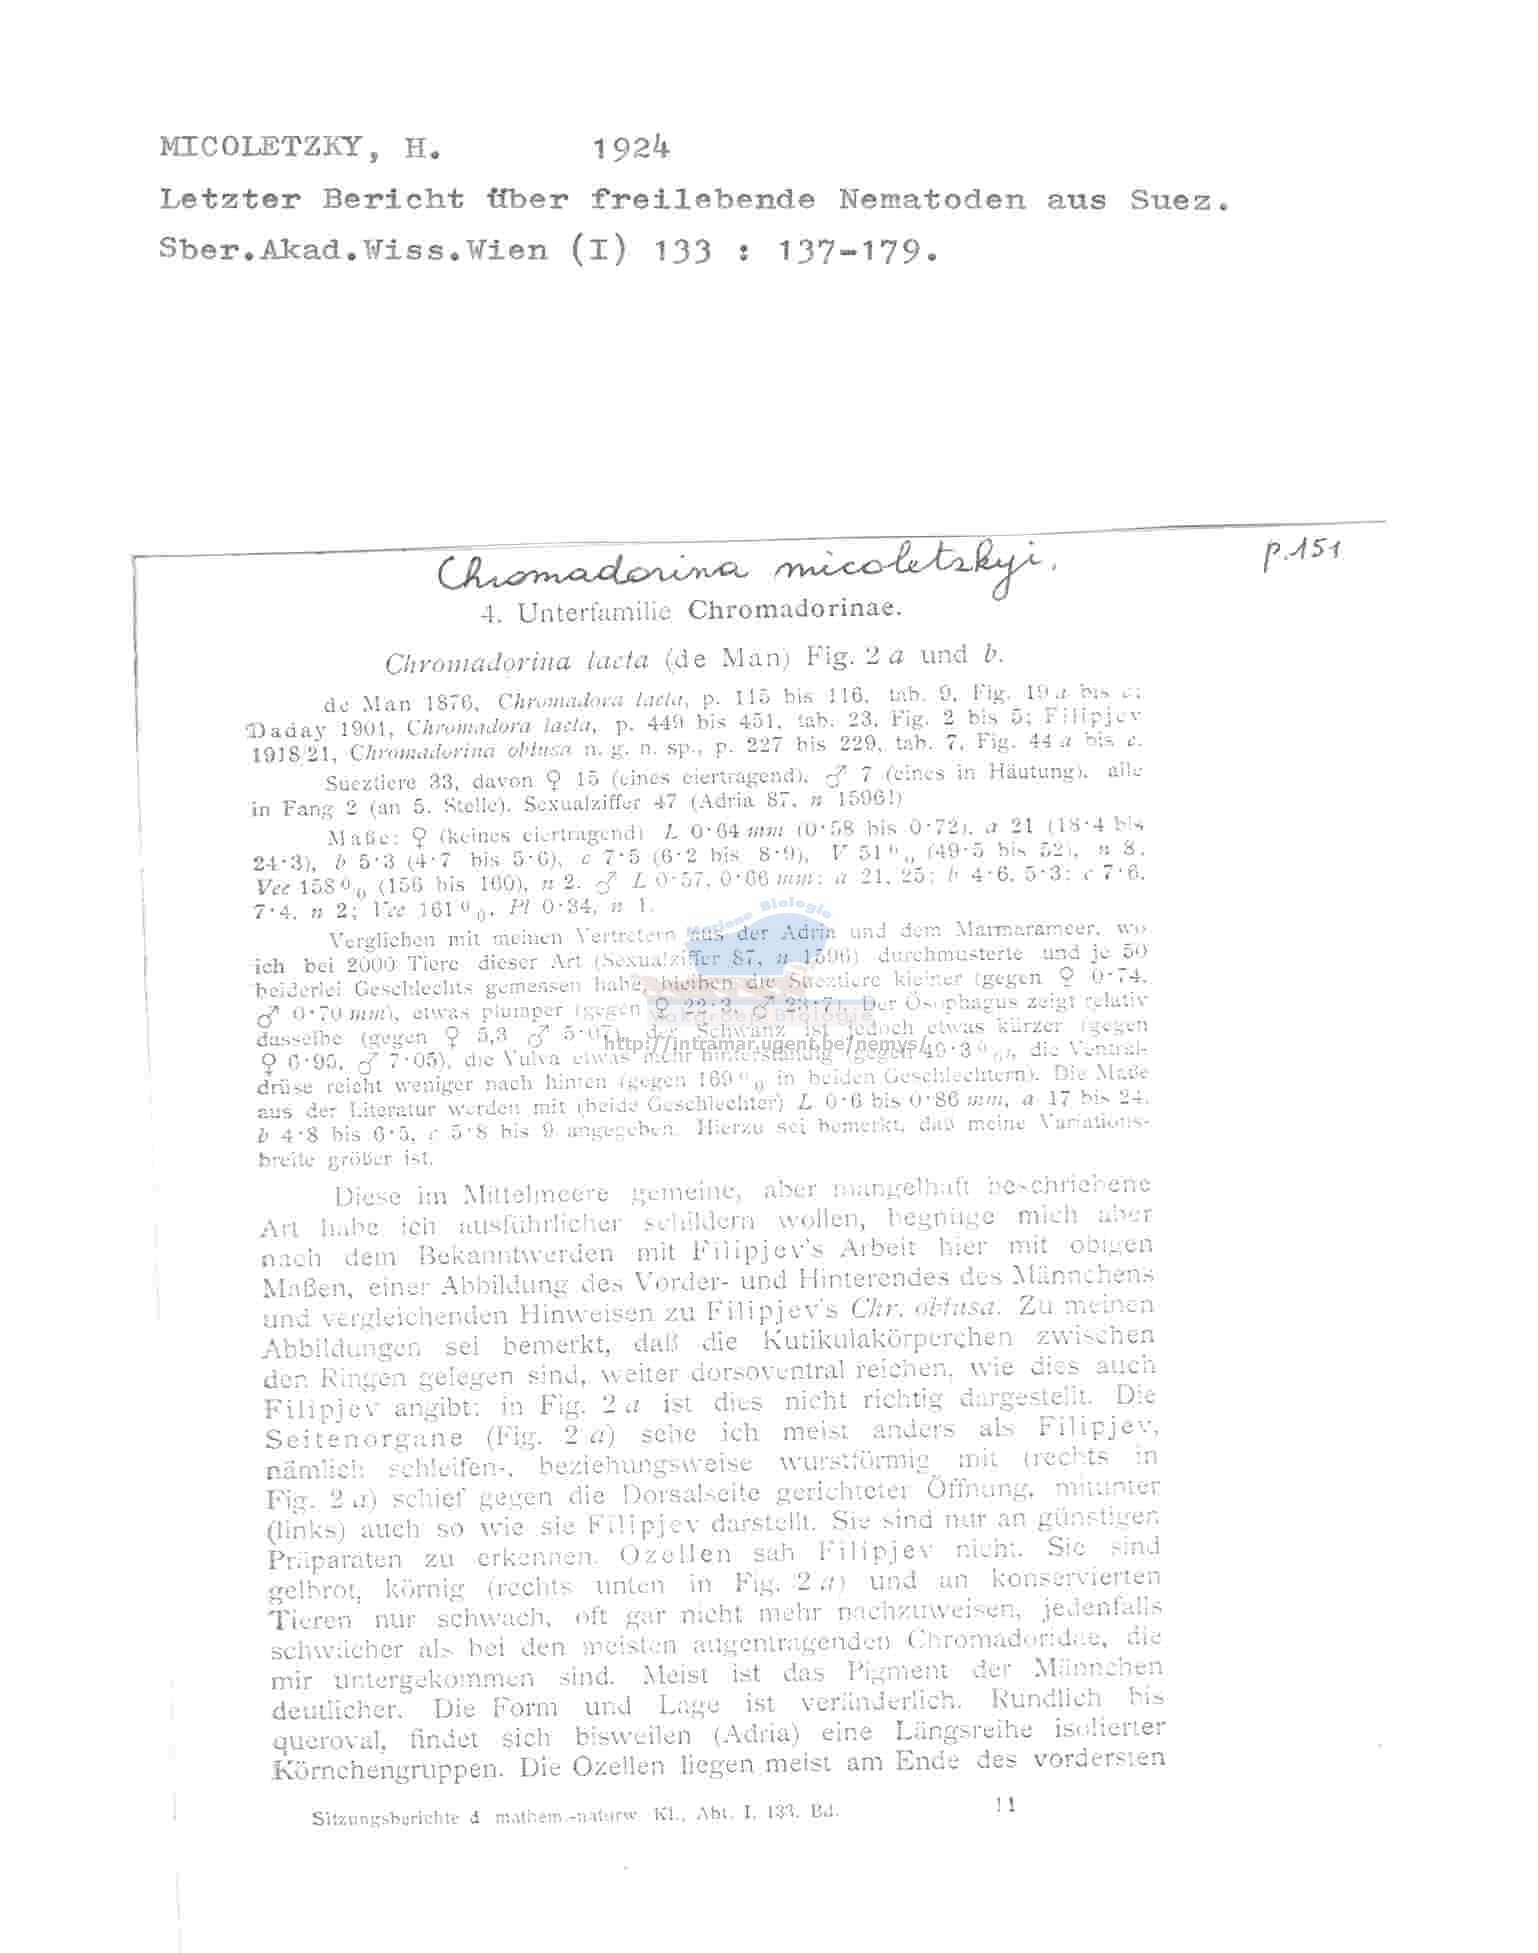 MICOLETZKY, H. 1924
Letzter Bericht über freilebende Nematoden aus Suez.
Sber.Akad.Wiss.Wien (I) 133 : 137-179.
Chromadorina micoletzkyi.
p.151
4. Unterfamilie Chromadorinae.
Chromadorina laeta (de Man) Fig. 2 a und b.
de Man 1876, Chromadora laeta, p. 115 bis 116, tab. 9, Fig. 19 a bis c;
Daday 1901, Chromadora laeta, p. 449 bis 451, tab. 23, Fig. 2 bis 5; Filipjev
1918/21, Chromadorina obtusa n. g. n. sp., p. 227 bis 229, tab. 7, Fig. 44 a bis c.
Sueztiere 33, davon ♀ 15 (eines eiertragend), ♂ 7 (eines in Häutung), alle
in Fang 2 (an 5. Stelle). Sexualziffer 47 (Adria 87, n 1596!)
Maße: ♀ (keines eiertragend) L 0·64 mm (0·58 bis 0·72), a 21 (18·4 bis
24·3), b 5·3 (4·7 bis 5·6), c 7·5 (6·2 bis 8·9), V 51 % (49·5 bis 52), n 8,
Vee 158 % (156 bis 160), n 2. ♂ L 0·57, 0·66 mm; a 21, 25; b 4·6, 5·3; c 7·6,
7·4, n 2; Vee 161 %, Pl 0·34, n 1.
Verglichen mit meinen Vertretern aus der Adria und dem Marmarameer, wo
ich bei 2000 Tiere dieser Art (Sexualziffer 87, n 1596) durchmusterte und je 50
beiderlei Geschlechts gemessen habe, bleiben die Sueztiere kleiner (gegen ♀ 0·74,
♂ 0·70 mm), etwas plumper (gegen ♀ 22·3, ♂ 23·7). Der Ösophagus zeigt relativ
dasselbe (gegen ♀ 5,3 ♂ 5·07), der Schwanz ist jedoch etwas kürzer (gegen
♀ 6·95, ♂ 7·05), die Vulva etwas mehr hinterständig (gegen 49·3 %), die Ventral-
drüse reicht weniger nach hinten (gegen 169 % in beiden Geschlechtern). Die Maße
aus der Literatur werden mit (beide Geschlechter) L 0·6 bis 0·86 mm, a 17 bis 24,
b 4·8 bis 6·5, c 5·8 bis 9 angegeben. Hierzu sei bemerkt, daß meine Variations-
breite größer ist.
Mariene Biologie
Vakgroep Biologie
http://intramar.ugent.be/nemys/
Diese im Mittelmeere gemeine, aber mangelhaft beschriebene
Art habe ich ausführlicher schildern wollen, begnüge mich aber
nach dem Bekanntwerden mit Filipjev's Arbeit hier mit obigen
Maßen, einer Abbildung des Vorder- und Hinterendes des Männchens
und vergleichenden Hinweisen zu Filipjev's Chr. obtusa. Zu meinen
Abbildungen sei bemerkt, daß die Kutikulakörperchen zwischen
den Ringen gelegen sind, weiter dorsoventral reichen, wie dies auch
Filipjev angibt; in Fig. 2 a ist dies nicht richtig dargestellt. Die
Seitenorgane (Fig. 2 a) sehe ich meist anders als Filipjev,
nämlich schleifen-, beziehungsweise wurstförmig mit (rechts in
Fig. 2 a) schief gegen die Dorsalseite gerichteter Öffnung, mitunter
(links) auch so wie sie Filipjev darstellt. Sie sind nur an günstigen
Präparaten zu erkennen. Ozellen sah Filipjev nicht. Sie sind
gelbrot, körnig (rechts unten in Fig. 2 a) und an konservierten
Tieren nur schwach, oft gar nicht mehr nachzuweisen, jedenfalls
schwächer als bei den meisten augentragenden Chromadoridae, die
mir untergekommen sind. Meist ist das Pigment der Männchen
deutlicher. Die Form und Lage ist veränderlich. Rundlich bis
queroval, findet sich bisweilen (Adria) eine Längsreihe isolierter
Körnchengruppen. Die Ozellen liegen meist am Ende des vordersten
Sitzungsberichte d. mathem.-naturw. Kl., Abt. I, 133. Bd. 11